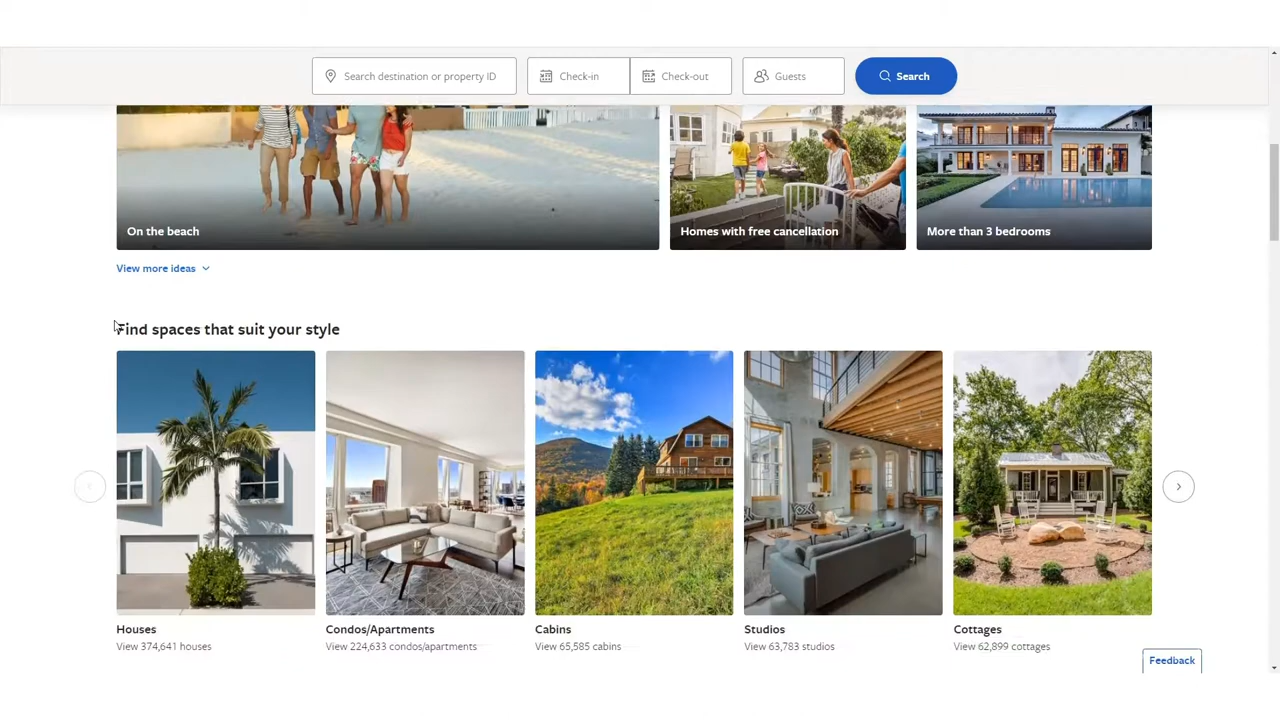 Search destination or property ID
Check-in
Check-out
Guests
Search
On the beach
Homes with free cancellation
More than 3 bedrooms
View more ideas
Find spaces that suit your style
Houses
View 374,641 houses
Condos/Apartments
View 224,633 condos/apartments
Cabins
View 65,585 cabins
Studios
View 63,783 studios
Cottages
View 62,899 cottages
Feedback